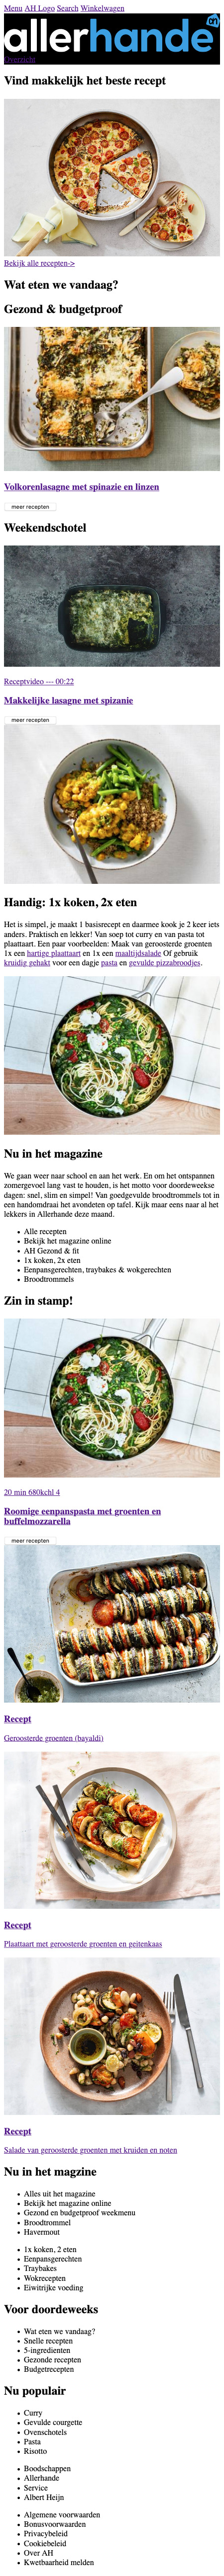 Menu AH Logo Search Winkelwagen
allerhande
Overzicht
Vind makkelijk het beste recept
Bekijk alle recepten->
Wat eten we vandaag?
Gezond & budgetproof
Volkorenlasagne met spinazie en linzen
meer recepten
Weekendschotel
Receptvideo --- 00:22
Makkelijke lasagne met spizanie
meer recepten
Handig: 1x koken, 2x eten
Het is simpel, je maakt 1 basisrecept en daarmee kook je 2 keer iets
anders. Praktisch en lekker! Van soep tot curry en van pasta tot
plaattaart. Een paar voorbeelden: Maak van geroosterde groenten
1x een hartige plaattaart en 1x een maaltijdsalade Of gebruik
kruidig gehakt voor een dagje pasta en gevulde pizzabroodjes.
Nu in het magazine
We gaan weer naar school en aan het werk. En om het ontspannen
zomergevoel lang vast te houden, is het motto voor doordeweekse
dagen: snel, slim en simpel! Van goedgevulde broodtrommels tot in
een handomdraai het avondeten op tafel. Kijk maar eens naar al het
lekkers in Allerhande deze maand.
Alle recepten
Bekijk het magazine online
AH Gezond & fit
1x koken, 2x eten
Eenpansgerechten, traybakes & wokgerechten
Broodtrommels
Zin in stamp!
20 min 680kchl 4
Roomige eenpanspasta met groenten en
buffelmozzarella
meer recepten
Recept
Geroosterde groenten (bayaldi)
Recept
Plaattaart met geroosterde groenten en geitenkaas
Recept
Salade van geroosterde groenten met kruiden en noten
Nu in het magzine
Alles uit het magazine
Bekijk het magazine online
Gezond en budgetproof weekmenu
Broodtrommel
Havermout
1x koken, 2 eten
Eenpansgerechten
Traybakes
Wokrecepten
Eiwitrijke voeding
Voor doordeweeks
Wat eten we vandaag?
Snelle recepten
5-ingredienten
Gezonde recepten
Budgetrecepten
Nu populair
Curry
Gevulde courgette
Ovenschotels
Pasta
Risotto
Boodschappen
Allerhande
Service
Albert Heijn
Algemene voorwaarden
Bonusvoorwaarden
Privacybeleid
Cookiebeleid
Over AH
Kwetbaarheid melden